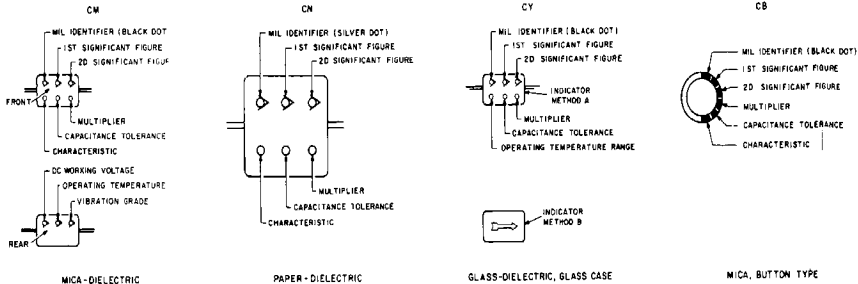 CM
MIL IDENTIFIER (BLACK DOT
1ST SIGNIFICANT FIGURE
2D SIGNIFICANT FIGUR
FRONT
MULTIPLIER
CAPACITANCE TOLERANCE
CHARACTERISTIC
DC WORKING VOLTAGE
OPERATING TEMPERATURE
VIBRATION GRADE
REAR
MICA-DIELECTRIC
CN
MIL IDENTIFIER (SILVER DOT)
1ST SIGNIFICANT FIGURE
2D SIGNIFICANT FIGURE
MULTIPLIER
CAPACITANCE TOLERANCE
CHARACTERISTIC
PAPER-DIELECTRIC
CY
MIL IDENTIFIER (BLACK DOT)
1ST SIGNIFICANT FIGURE
2D SIGNIFICANT FIGURE
INDICATOR
METHOD A
MULTIPLIER
CAPACITANCE TOLERANCE
OPERATING TEMPERATURE RANGE
INDICATOR
METHOD B
GLASS-DIELECTRIC, GLASS CASE
CB
MIL IDENTIFIER (BLACK DOT)
1ST SIGNIFICANT FIGURE
2D SIGNIFICANT FIGURE
MULTIPLIER
CAPACITANCE TOLERANCE
CHARACTERISTIC
MICA, BUTTON TYPE